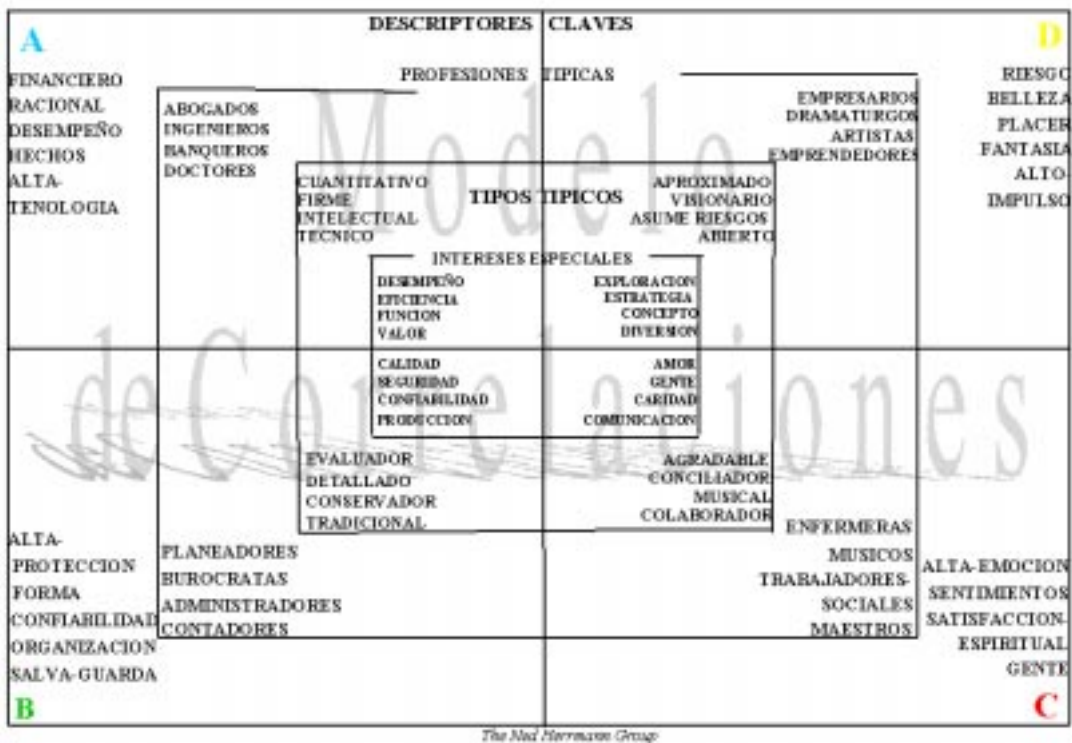 DESCRIPTORES CLAVES
A
D
FINANCIERO
RACIONAL
DESEMPEÑO
HECHOS
ALTA-
TENOLOGIA
PROFESIONES TIPICAS
RIESGO
BELLEZA
PLACER
FANTASIA
ALTO-
IMPULSO
ABOGADOS
INGENIEROS
BANQUEROS
DOCTORES
EMPRESARIOS
DRAMATURGOS
ARTISTAS
EMPRENDEDORES
Modelo
CUANTITATIVO
FIRME
INTELECTUAL
TECNICO
TIPOS TIPICOS
APROXIMADO
VISIONARIO
ASUME RIESGOS
ABIERTO
INTERESES ESPECIALES
DESEMPEÑO
EFICIENCIA
FUNCION
VALOR
EXPLORACION
ESTRATEGIA
CONCEPTO
DIVERSION
de Correlaciones
CALIDAD
SEGURIDAD
CONFIABILIDAD
PRODUCCION
AMOR
GENTE
CARIDAD
COMUNICACION
EVALUADOR
DETALLADO
CONSERVADOR
TRADICIONAL
AGRADABLE
CONCILIADOR
MUSICAL
COLABORADOR
PLANEADORES
BUROCRATAS
ADMINISTRADORES
CONTADORES
ENFERMERAS
MUSICOS
TRABAJADORES-
SOCIALES
MAESTROS
ALTA-
PROTECCION
FORMA
CONFIABILIDAD
ORGANIZACION
SALVA-GUARDA
ALTA-EMOCION
SENTIMIENTOS
SATISFACCION-
ESPIRITUAL
GENTE
B
C
The Ned Herrmann Group